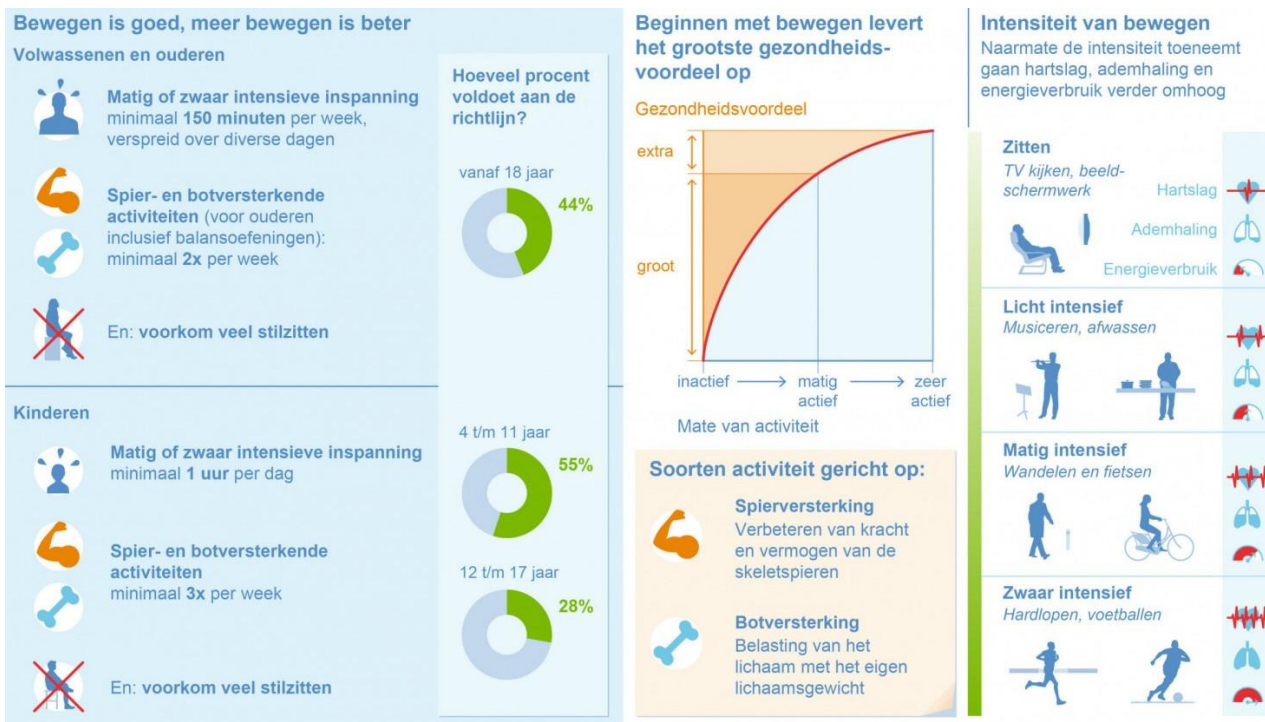 Bewegen is goed, meer bewegen is beter
Volwassenen en ouderen
Matig of zwaar intensieve inspanning
minimaal 150 minuten per week,
verspreid over diverse dagen
Spier- en botversterkende
activiteiten (voor ouderen
inclusief balansoefeningen):
minimaal 2x per week
En: voorkom veel stilzitten
Hoeveel procent
voldoet aan de
richtlijn?
vanaf 18 jaar
44%
Kinderen
Matig of zwaar intensieve inspanning
minimaal 1 uur per dag
Spier- en botversterkende
activiteiten
minimaal 3x per week
En: voorkom veel stilzitten
4 t/m 11 jaar
55%
12 t/m 17 jaar
28%
Beginnen met bewegen levert
het grootste gezondheids-
voordeel op
Gezondheidsvoordeel
extra
groot
inactief
matig
actief
zeer
actief
Mate van activiteit
Soorten activiteit gericht op:
Spierversterking
Verbeteren van kracht
en vermogen van de
skeletspieren
Botversterking
Belasting van het
lichaam met het eigen
lichaamsgewicht
Intensiteit van bewegen
Naarmate de intensiteit toeneemt
gaan hartslag, ademhaling en
energieverbruik verder omhoog
Zitten
TV kijken, beeld-
schermwerk
Hartslag
Ademhaling
Energieverbruik
Licht intensief
Musiceren, afwassen
Matig intensief
Wandelen en fietsen
Zwaar intensief
Hardlopen, voetballen